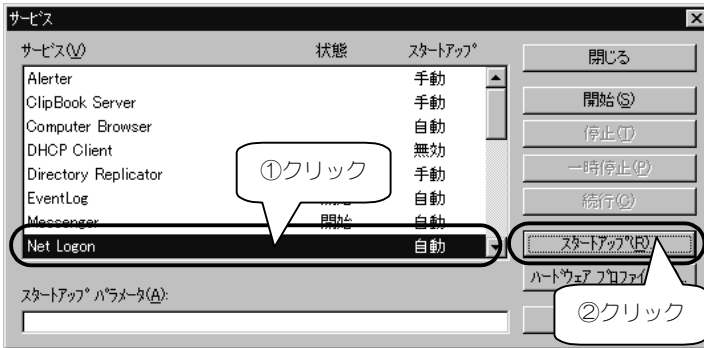 サービス
サービス(V) 状態 スタートアップ
Alerter 手動
ClipBook Server 手動
Computer Browser 自動
DHCP Client 無効
Directory Replicator 手動
EventLog 自動
Messenger 開始 自動
Net Logon 自動
①クリック
スタートアップ パラメータ(A):
閉じる
開始(S)
停止(T)
一時停止(P)
続行(C)
スタートアップ(R)...
ハードウェア プロファイ
②クリック